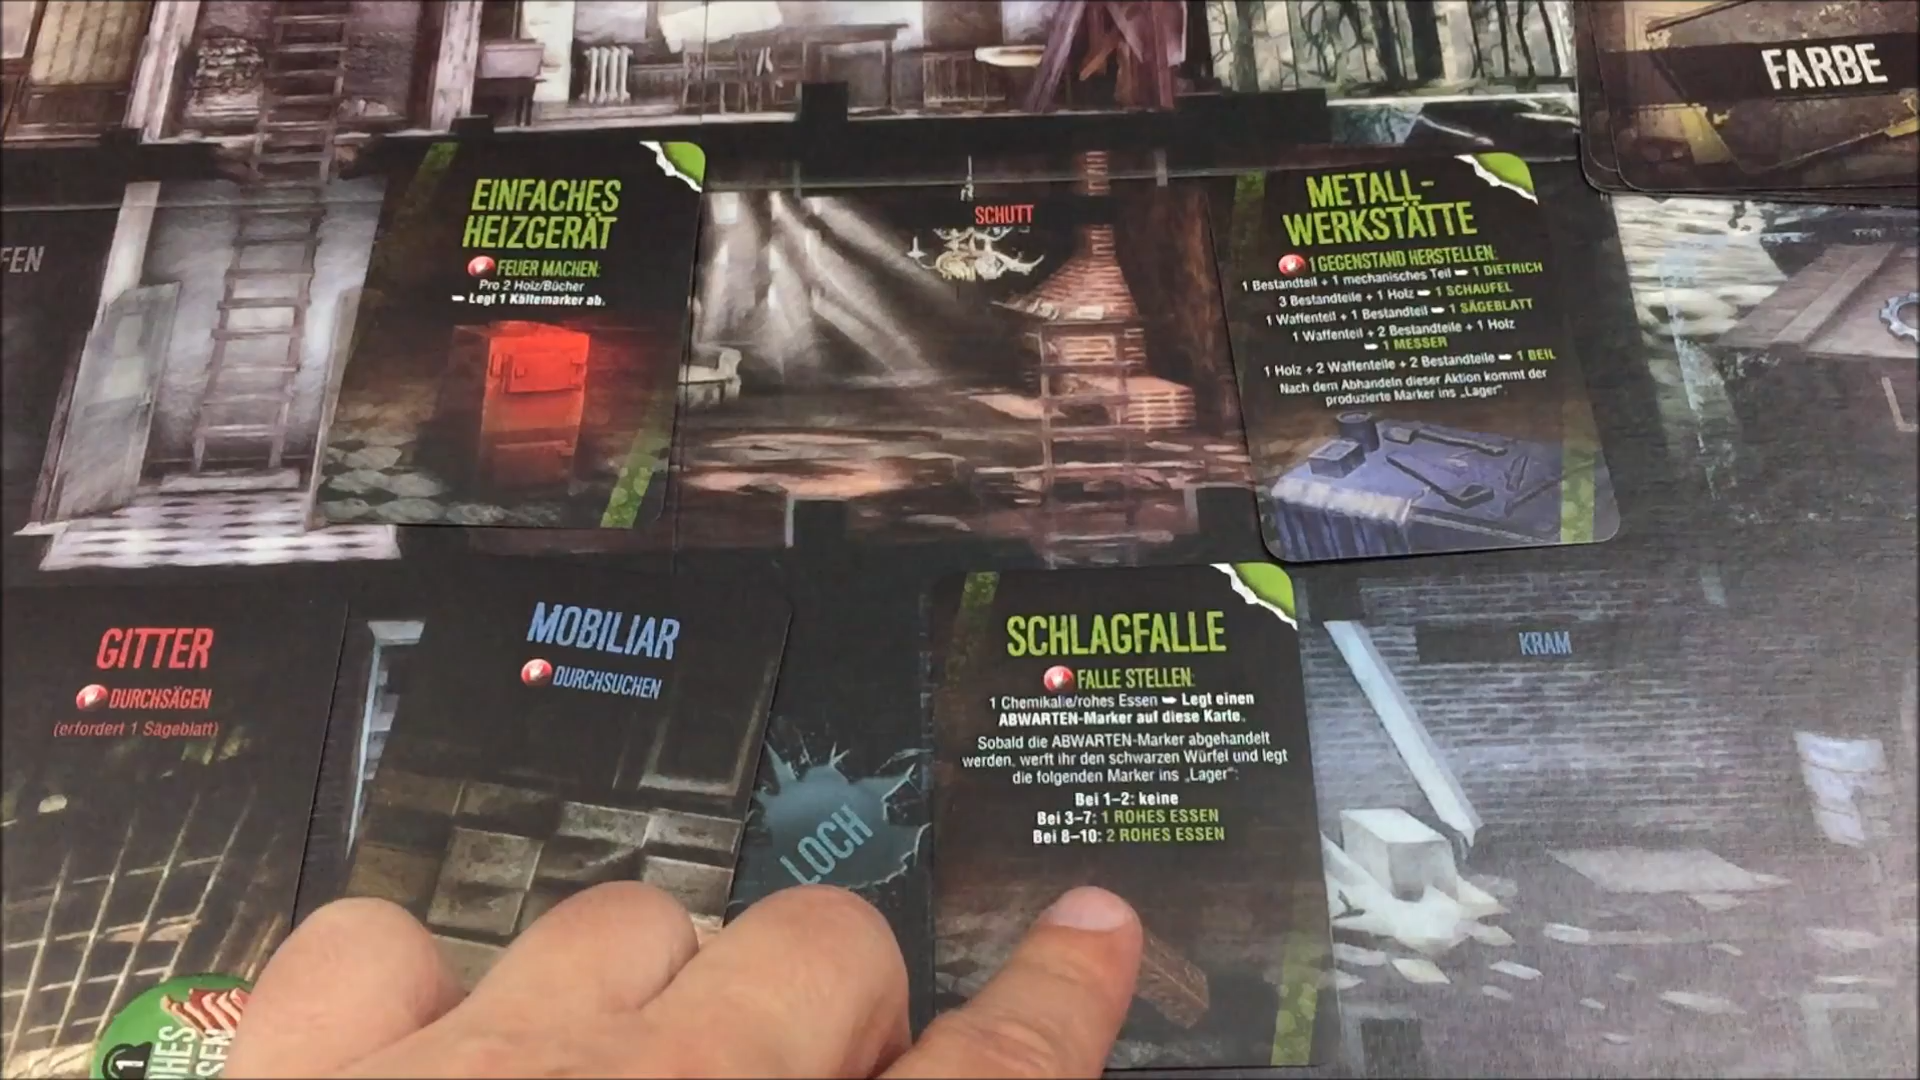 FARBE
FEN
EINFACHES
HEIZGERÄT
FEUER MACHEN:
Pro 2 Holz/Bücher
➡ Legt 1 Kältemarker ab.
SCHUTT
METALL-
WERKSTÄTTE
1 GEGENSTAND HERSTELLEN:
1 Bestandteil + 1 mechanisches Teil ➡ 1 DIETRICH
3 Bestandteile + 1 Holz ➡ 1 SCHAUFEL
1 Waffenteil + 1 Bestandteil ➡ 1 SÄGEBLATT
1 Waffenteil + 2 Bestandteile + 1 Holz
➡ 1 MESSER
1 Holz + 2 Waffenteile + 2 Bestandteile ➡ 1 BEIL
Nach dem Abhandeln dieser Aktion kommt der
produzierte Marker ins „Lager“.
GITTER
DURCHSÄGEN
(erfordert 1 Sägeblatt)
MOBILIAR
DURCHSUCHEN
LOCH
SCHLAGFALLE
FALLE STELLEN:
1 Chemikalie/rohes Essen ➡ Legt einen
ABWARTEN-Marker auf diese Karte.
Sobald die ABWARTEN-Marker abgehandelt
werden, werft ihr den schwarzen Würfel und legt
die folgenden Marker ins „Lager“:
Bei 1–2: keine
Bei 3–7: 1 ROHES ESSEN
Bei 8–10: 2 ROHES ESSEN
KRAM
1